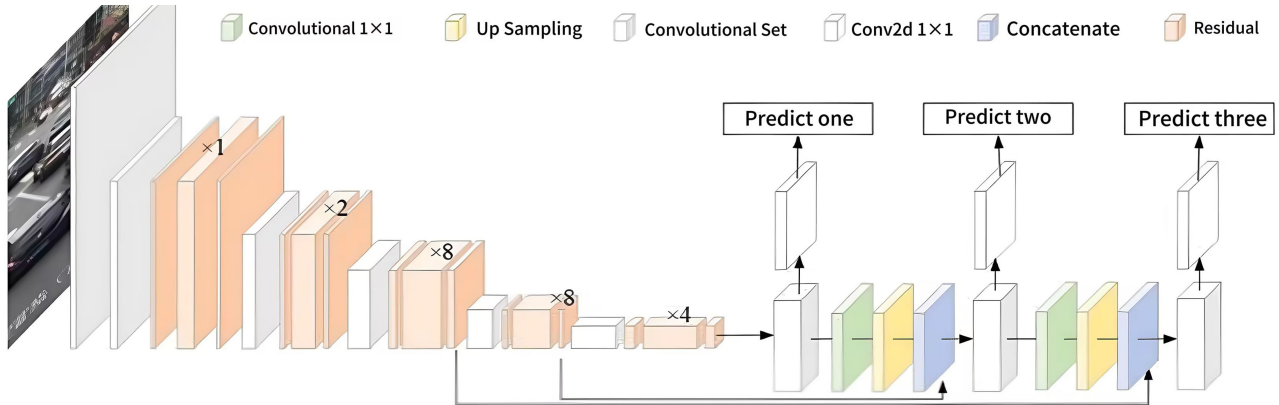 Convolutional 1×1
Up Sampling
Convolutional Set
Conv2d 1×1
Concatenate
Residual
×1
×2
×8
×8
×4
Predict one
Predict two
Predict three